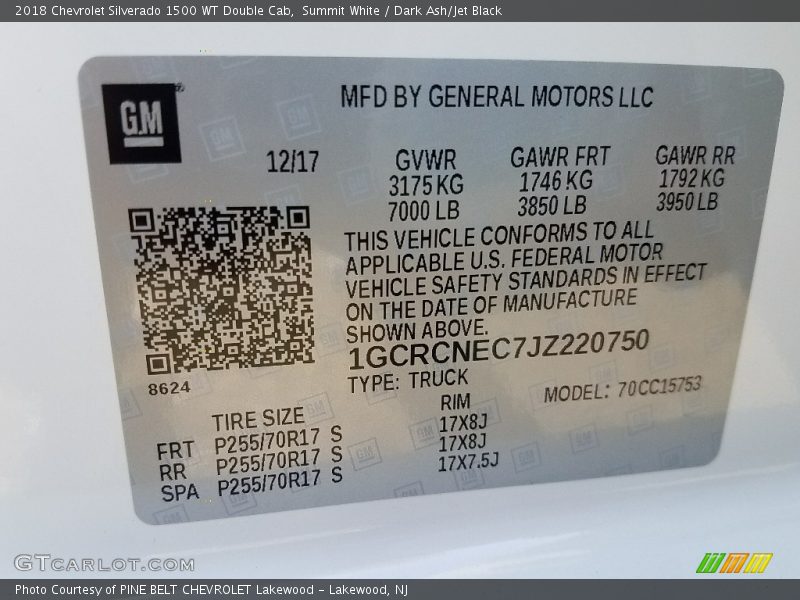 2018 Chevrolet Silverado 1500 WT Double Cab, Summit White / Dark Ash/Jet Black
GM
MFD BY GENERAL MOTORS LLC
12/17
GVWR GAWR FRT GAWR RR
3175 KG 1746 KG 1792 KG
7000 LB 3850 LB 3950 LB
THIS VEHICLE CONFORMS TO ALL
APPLICABLE U.S. FEDERAL MOTOR
VEHICLE SAFETY STANDARDS IN EFFECT
ON THE DATE OF MANUFACTURE
SHOWN ABOVE.
1GCRCNEC7JZ220750
8624
TYPE: TRUCK MODEL: 70CC15753
TIRE SIZE RIM
FRT P255/70R17 S 17X8J
RR P255/70R17 S 17X8J
SPA P255/70R17 S 17X7.5J
GTCARLOT.COM
Photo Courtesy of PINE BELT CHEVROLET Lakewood - Lakewood, NJ